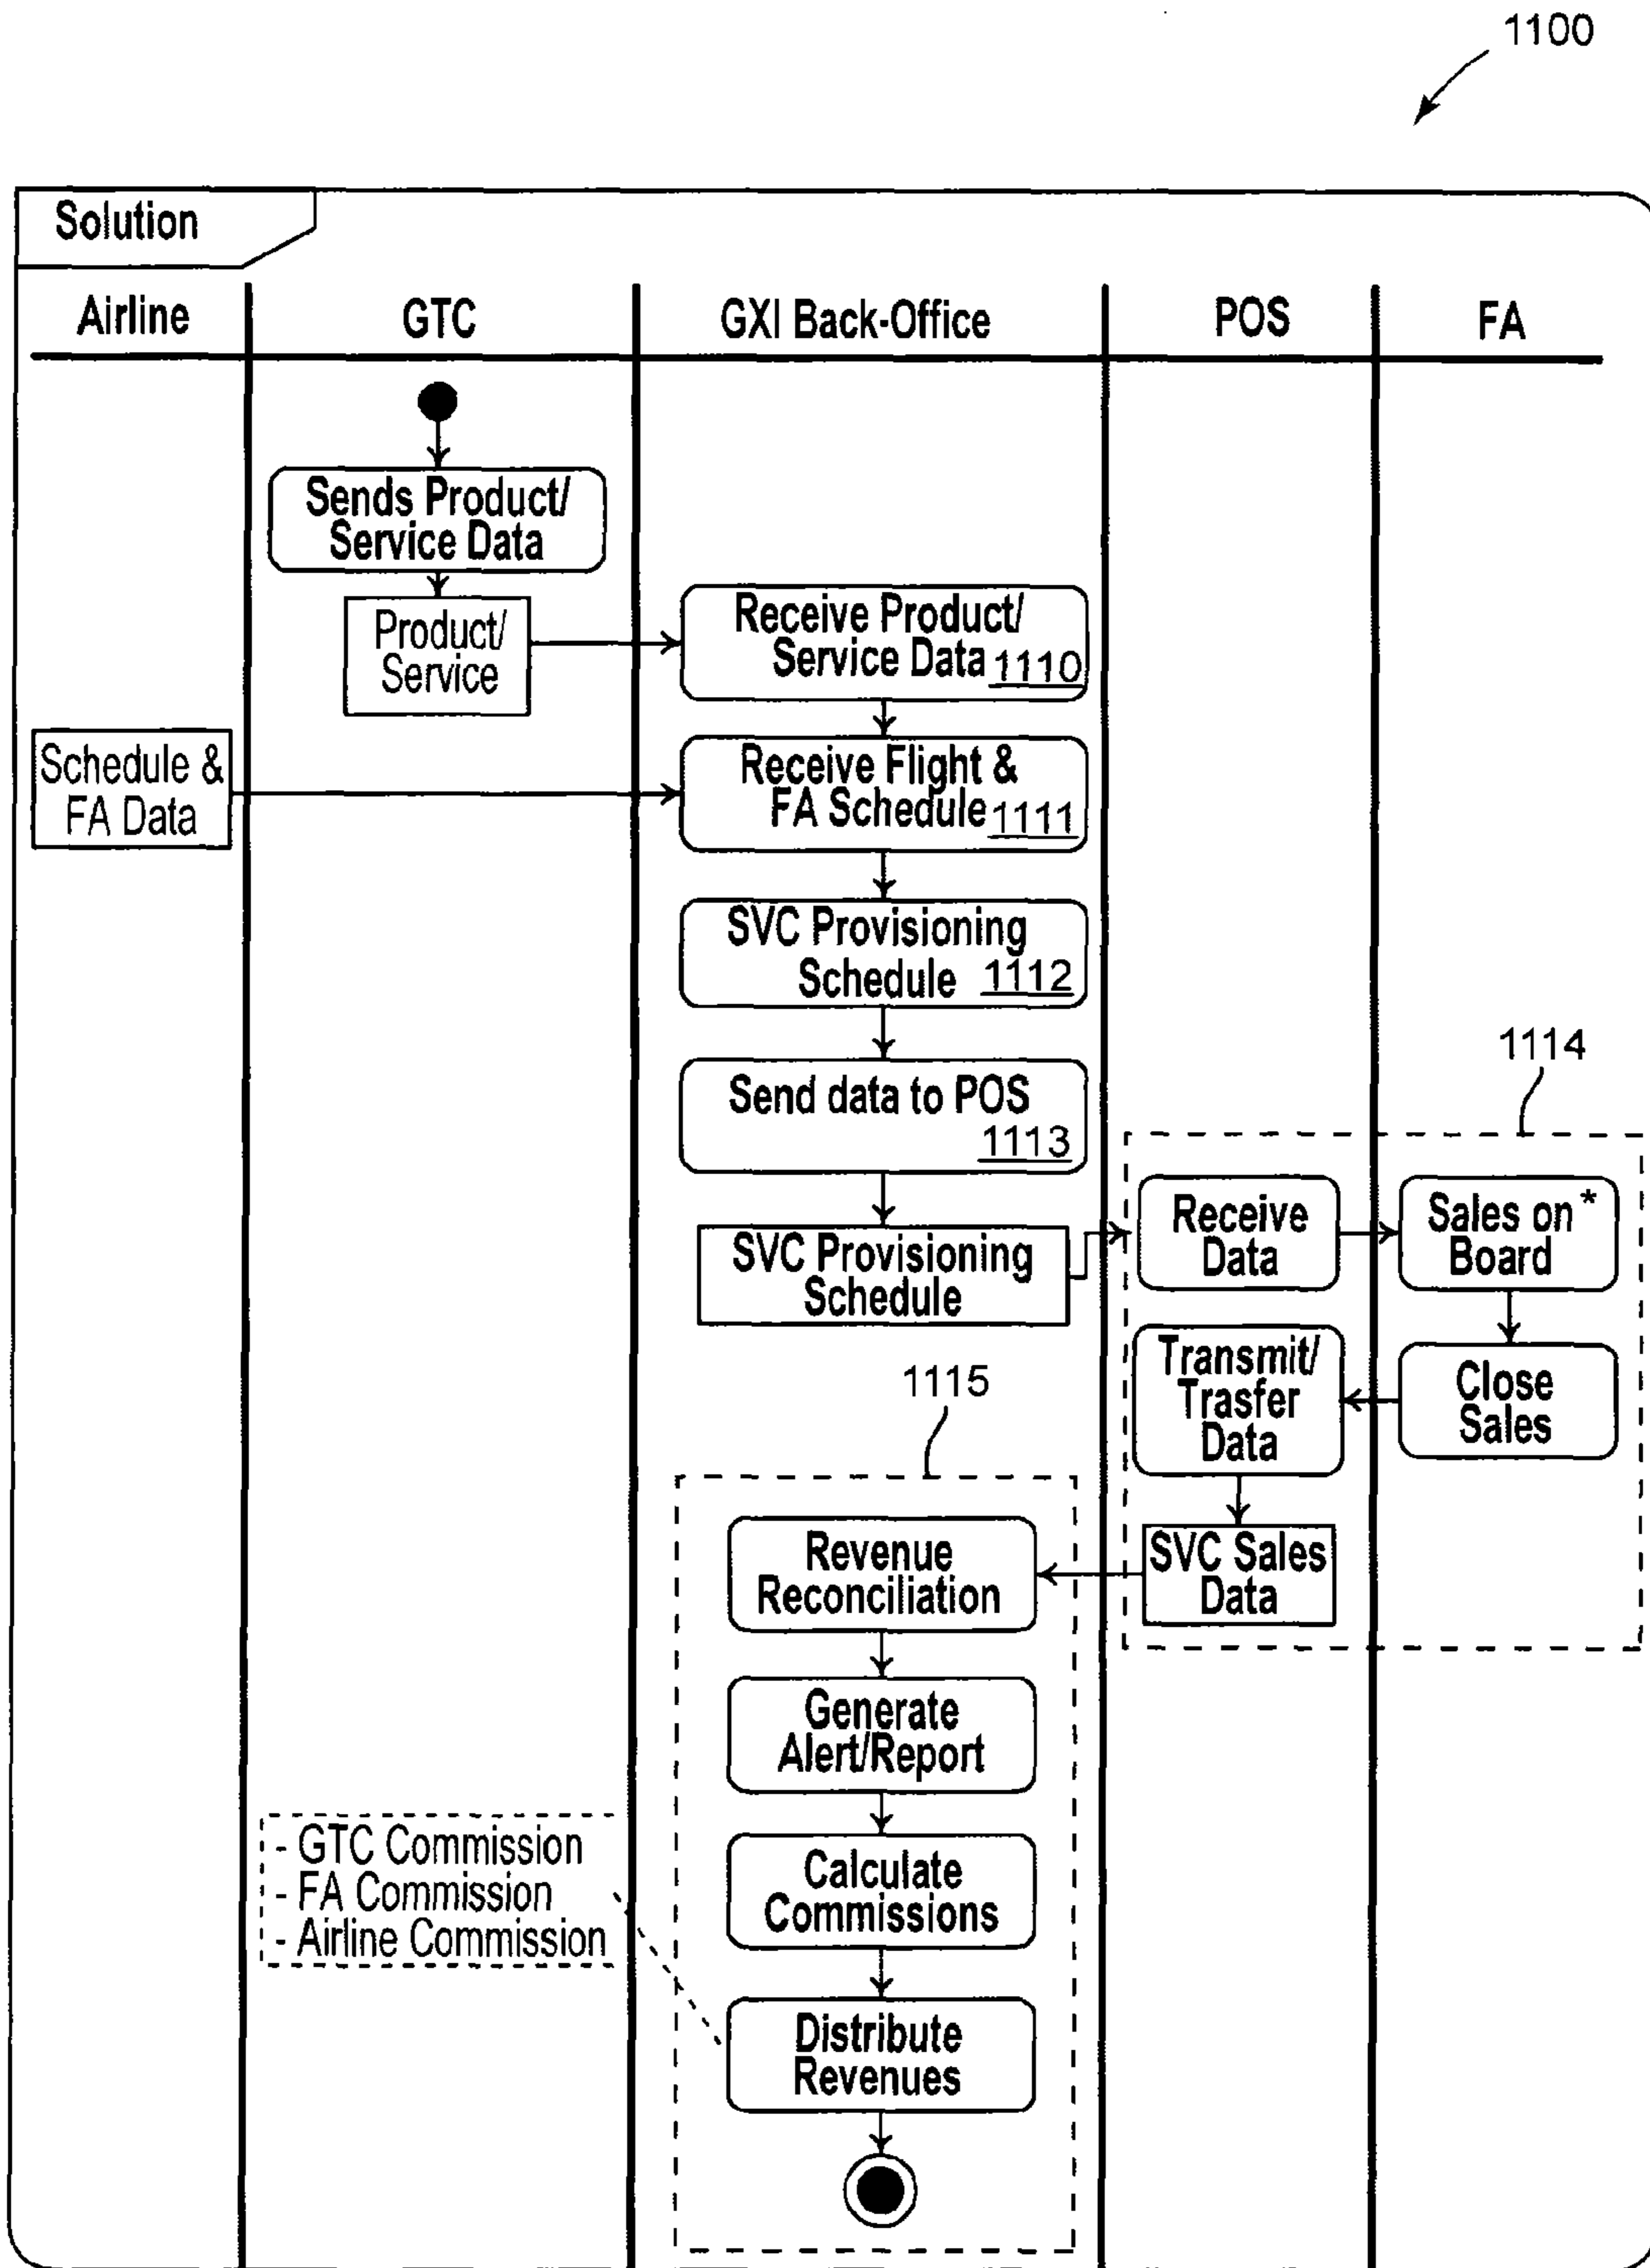 1100
Solution
Airline
GTC
GXI Back-Office
POS
FA
Sends Product/
Service Data
Product/
Service
Receive Product/
Service Data 1110
Schedule &
FA Data
Receive Flight &
FA Schedule 1111
SVC Provisioning
Schedule 1112
Send data to POS
1113
SVC Provisioning
Schedule
1114
Receive
Data
Sales on *
Board
Transmit/
Trasfer
Data
Close
Sales
SVC Sales
Data
1115
Revenue
Reconciliation
Generate
Alert/Report
Calculate
Commissions
- GTC Commission
- FA Commission
- Airline Commission
Distribute
Revenues